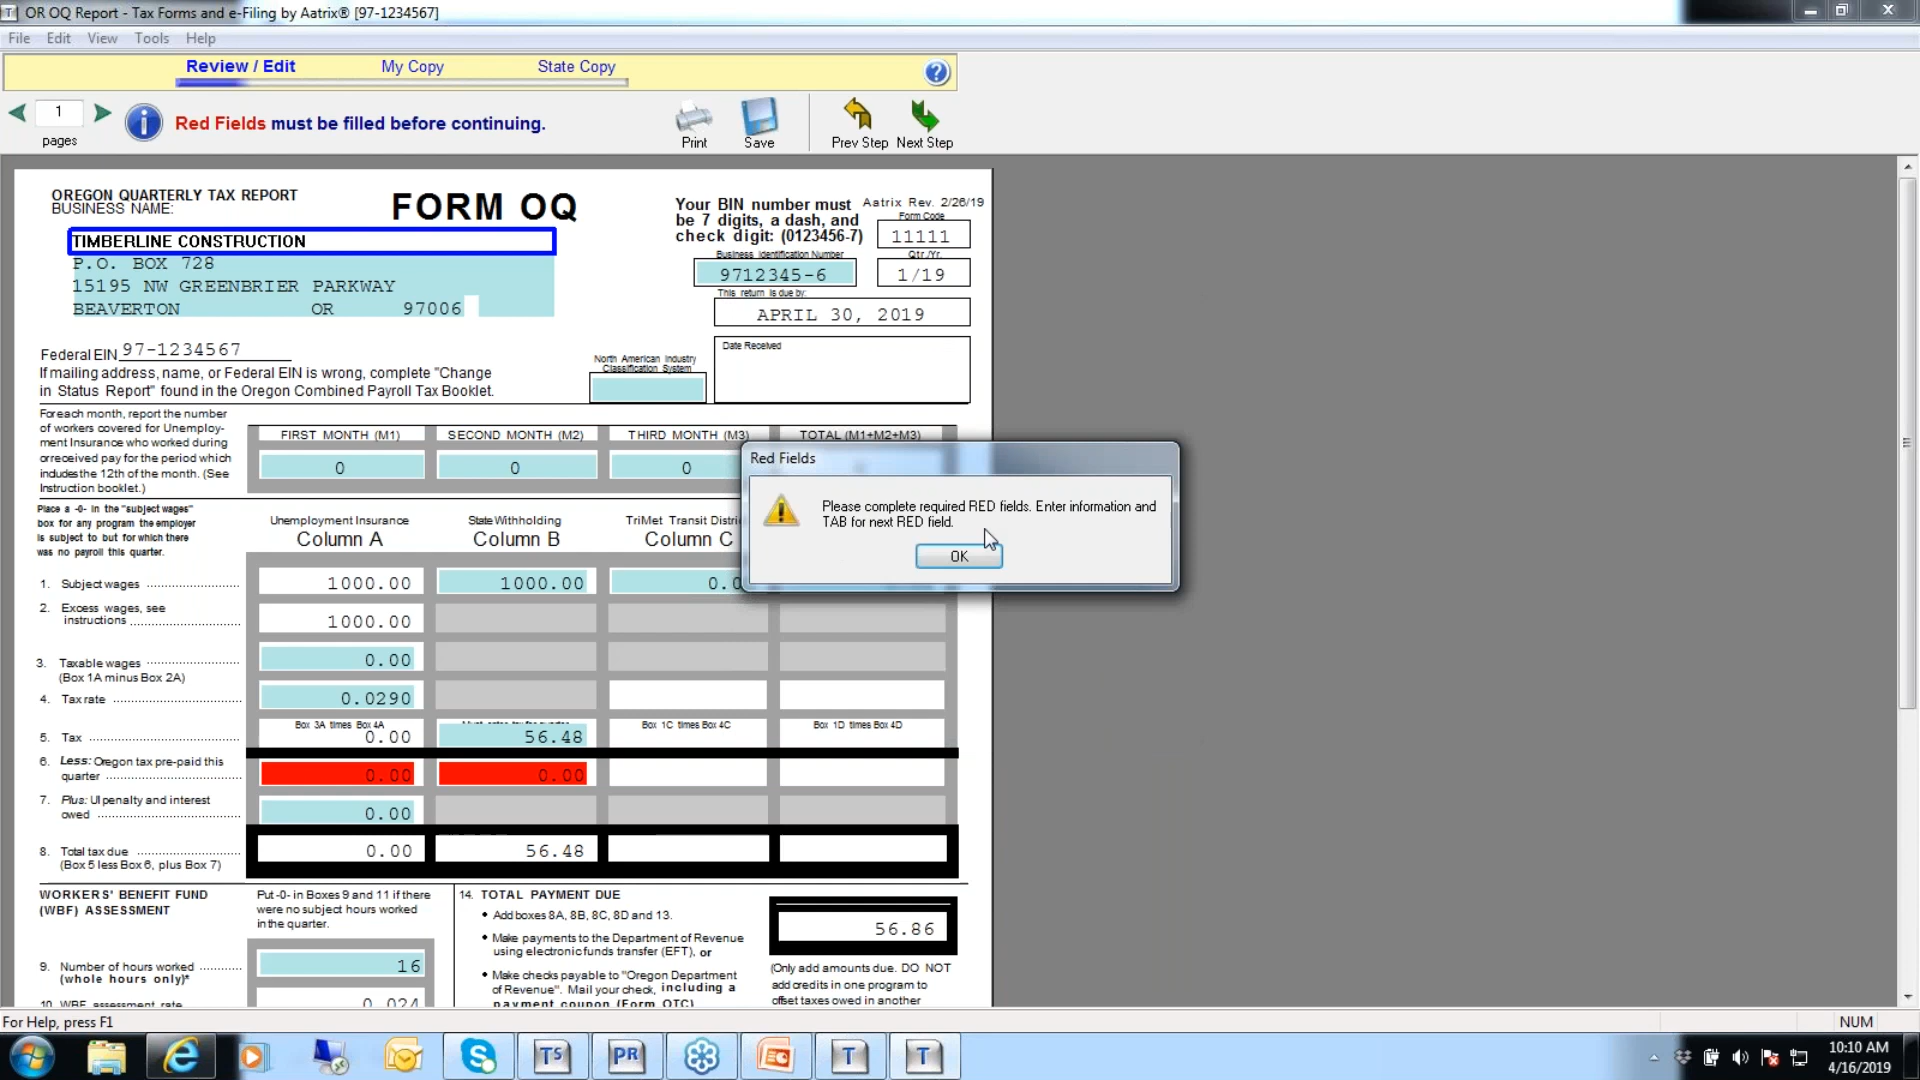 OR OQ Report - Tax Forms and e-Filing by Aatrix® [97-1234567]
File Edit View Tools Help
Review / Edit My Copy State Copy
1
pages
Red Fields must be filled before continuing.
Print Save Prev Step Next Step
OREGON QUARTERLY TAX REPORT
BUSINESS NAME:
FORM OQ
Your BIN number must
be 7 digits, a dash, and
check digit: (0123456-7)
Aatrix Rev. 2/26/19
Form Code
11111
TIMBERLINE CONSTRUCTION
P.O. BOX 728
15195 NW GREENBRIER PARKWAY
BEAVERTON OR 97006
Business Identification Number
9712345-6
Qtr./Yr.
1/19
This return is due by:
APRIL 30, 2019
Federal EIN 97-1234567
If mailing address, name, or Federal EIN is wrong, complete "Change
in Status Report" found in the Oregon Combined Payroll Tax Booklet.
North American Industry
Classification System
Date Received
For each month, report the number
of workers covered for Unemploy-
ment Insurance who worked during
or received pay for the period which
includes the 12th of the month. (See
Instruction booklet.)
FIRST MONTH (M1) SECOND MONTH (M2) THIRD MONTH (M3) TOTAL (M1+M2+M3)
0 0 0
Red Fields
Please complete required RED fields. Enter information and
TAB for next RED field.
OK
Place a -0- in the "subject wages"
box for any program the employer
is subject to but for which there
was no payroll this quarter.
Unemployment Insurance
Column A
State Withholding
Column B
TriMet Transit Distric
Column C
1. Subject wages 1000.00 1000.00 0.0
2. Excess wages, see
instructions 1000.00
3. Taxable wages 0.00
(Box 1A minus Box 2A)
4. Tax rate 0.0290
Box 3A times Box 4A Box 1C times Box 4C Box 1D times Box 4D
5. Tax 0.00 56.48
6. Less: Oregon tax pre-paid this
quarter 0.00 0.00
7. Plus: UI penalty and interest
owed 0.00
8. Total tax due 0.00 56.48
(Box 5 less Box 6, plus Box 7)
WORKERS' BENEFIT FUND
(WBF) ASSESSMENT
Put -0- in Boxes 9 and 11 if there
were no subject hours worked
in the quarter.
14. TOTAL PAYMENT DUE
• Add boxes 8A, 8B, 8C, 8D and 13.
• Make payments to the Department of Revenue
using electronic funds transfer (EFT), or
• Make checks payable to "Oregon Department
of Revenue". Mail your check, including a
payment coupon (Form OTC)
56.86
(Only add amounts due. DO NOT
add credits in one program to
offset taxes owed in another
9. Number of hours worked 16
(whole hours only)*
10. WBF assessment rate 0.024
For Help, press F1
NUM
TS PR T T
10:10 AM
4/16/2019